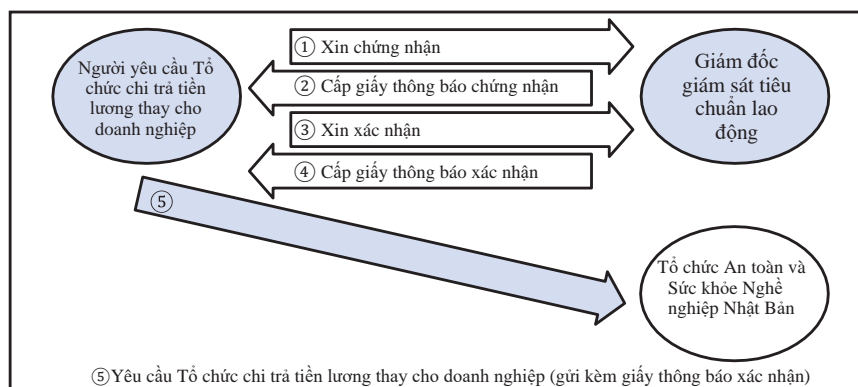 Người yêu cầu Tổ
chức chi trả tiền
lương thay cho
doanh nghiệp
① Xin chứng nhận
② Cấp giấy thông báo chứng nhận
③ Xin xác nhận
④ Cấp giấy thông báo xác nhận
Giám đốc
giám sát tiêu
chuẩn lao
động
⑤
Tổ chức An toàn và
Sức khỏe Nghề
nghiệp Nhật Bản
⑤Yêu cầu Tổ chức chi trả tiền lương thay cho doanh nghiệp (gửi kèm giấy thông báo xác nhận)